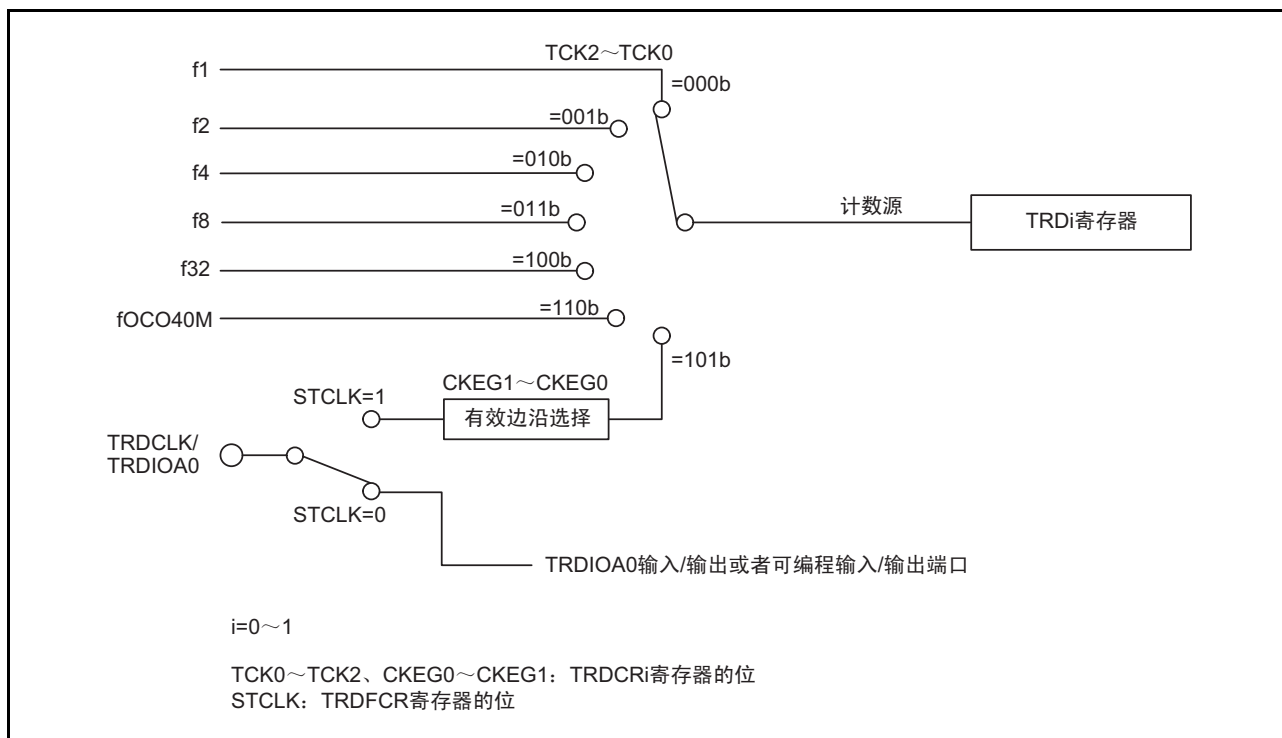 TCK2～TCK0
f1
=000b
f2
=001b
f4
=010b
f8
=011b
f32
=100b
fOCO40M
=110b
计数源
TRDi寄存器
=101b
CKEG1～CKEG0
STCLK=1
有效边沿选择
TRDCLK/
TRDIOA0
STCLK=0
TRDIOA0输入/输出或者可编程输入/输出端口
i=0～1
TCK0～TCK2、CKEG0～CKEG1：TRDCRi寄存器的位
STCLK：TRDFCR寄存器的位